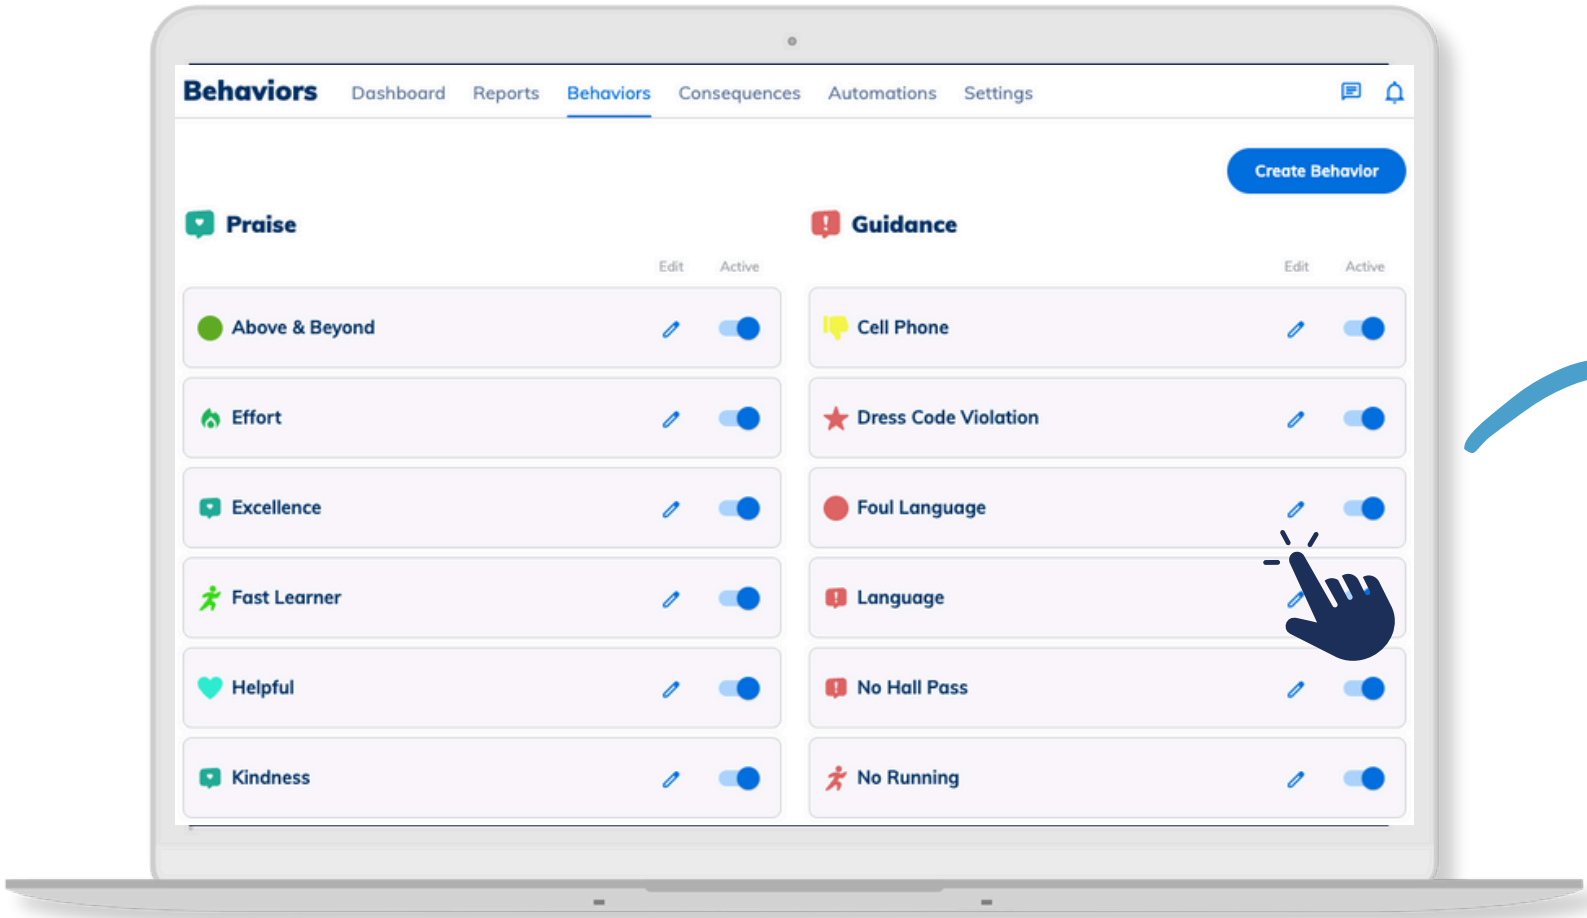 Behaviors Dashboard Reports Behaviors Consequences Automations Settings
Create Behavior
Praise
Edit Active
Above & Beyond
Effort
Excellence
Fast Learner
Helpful
Kindness
Guidance
Edit Active
Cell Phone
Dress Code Violation
Foul Language
Language
No Hall Pass
No Running